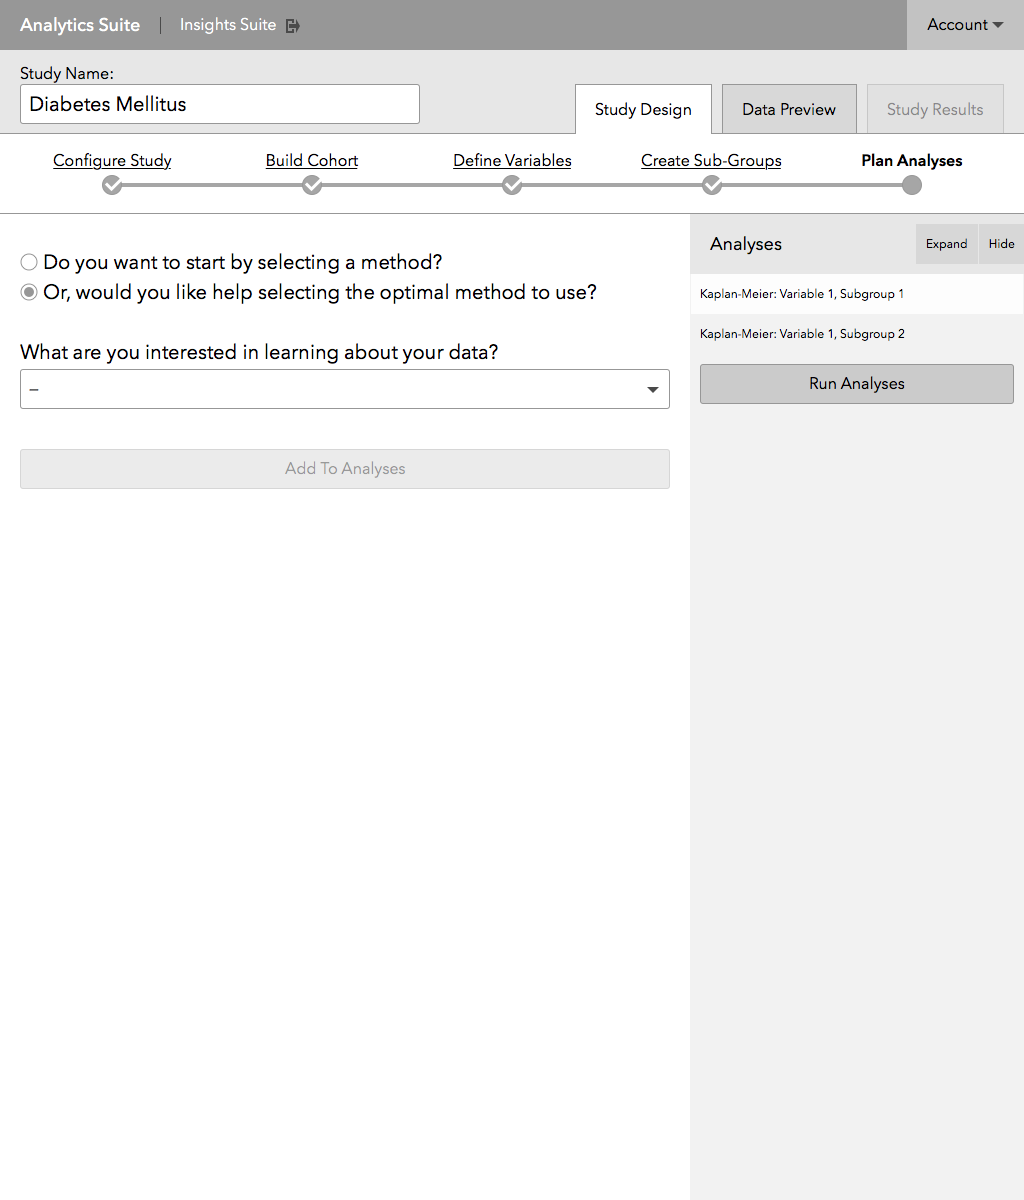 Analytics Suite | Insights Suite
Account
Study Name:
Diabetes Mellitus
Study Design
Data Preview
Study Results
Configure Study
Build Cohort
Define Variables
Create Sub-Groups
Plan Analyses
Do you want to start by selecting a method?
Or, would you like help selecting the optimal method to use?
What are you interested in learning about your data?
–
Add To Analyses
Analyses
Expand
Hide
Kaplan-Meier: Variable 1, Subgroup 1
Kaplan-Meier: Variable 1, Subgroup 2
Run Analyses